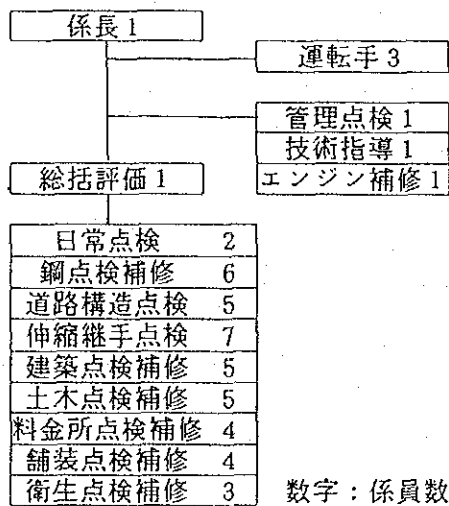 係長 1
運転手 3
管理点検 1
技術指導 1
総括評価 1
エンジン補修 1
日常点検 2
鋼点検補修 6
道路構造点検 5
伸縮継手点検 7
建築点検補修 5
土木点検補修 5
料金所点検補修 4
舗装点検補修 4
衛生点検補修 3
数字：係員数